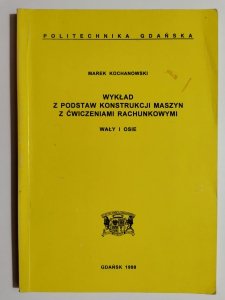 POLITECHNIKA GDAŃSKA
MAREK KOCHANOWSKI
WYKŁAD
Z PODSTAW KONSTRUKCJI MASZYN
Z ĆWICZENIAMI RACHUNKOWYMI
WAŁY I OSIE
GDAŃSK 1998